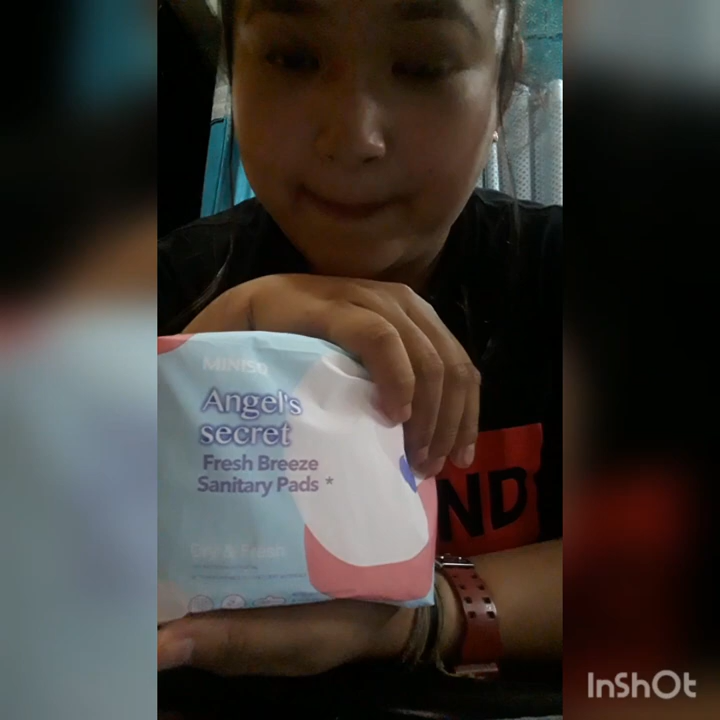 MINISO
Angel's
secret
Fresh Breeze
Sanitary Pads *
Dry & Fresh
ND
InShOt